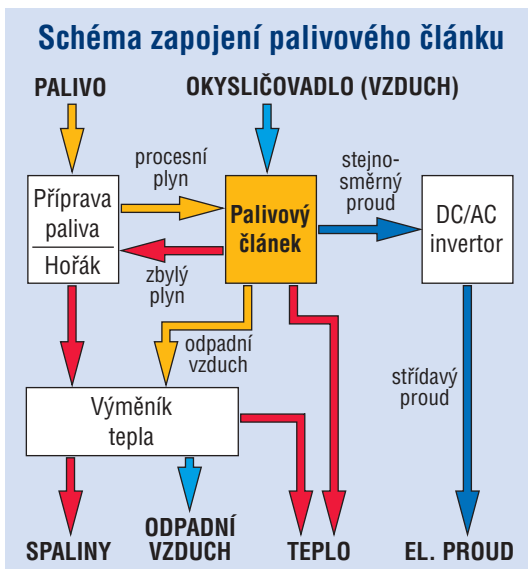 Schéma zapojení palivového článku
PALIVO
OKYSLIČOVADLO (VZDUCH)
procesní
plyn
stejno-
směrný
proud
Příprava
paliva
Hořák
Palivový
článek
DC/AC
invertor
zbylý
plyn
odpadní
vzduch
střídavý
proud
Výměník
tepla
SPALINY
ODPADNÍ
VZDUCH
TEPLO
EL. PROUD